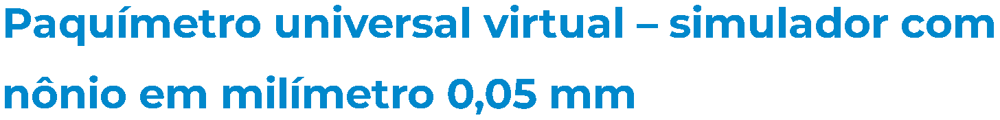 Paquímetro universal virtual – simulador com
nônio em milímetro 0,05 mm